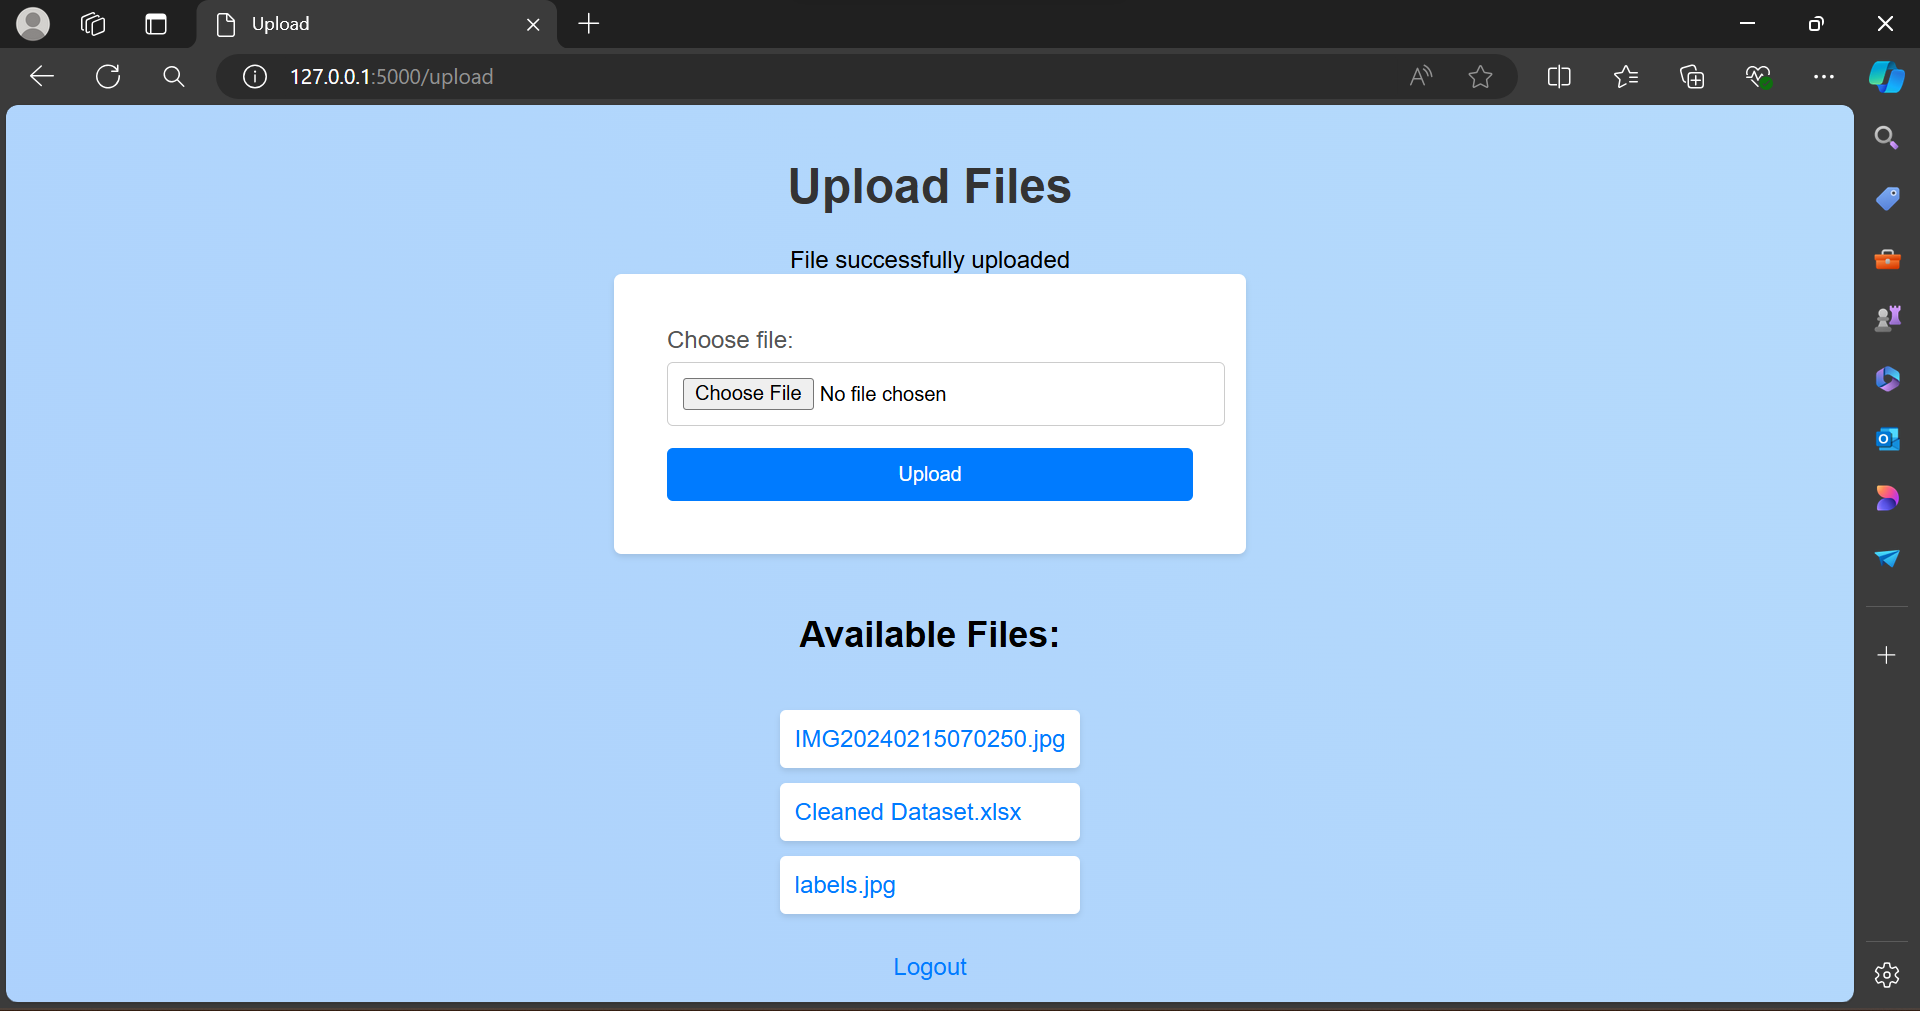 Upload
127.0.0.1:5000/upload
Upload Files
File successfully uploaded
Choose file:
Choose File No file chosen
Upload
Available Files:
IMG20240215070250.jpg
Cleaned Dataset.xlsx
labels.jpg
Logout